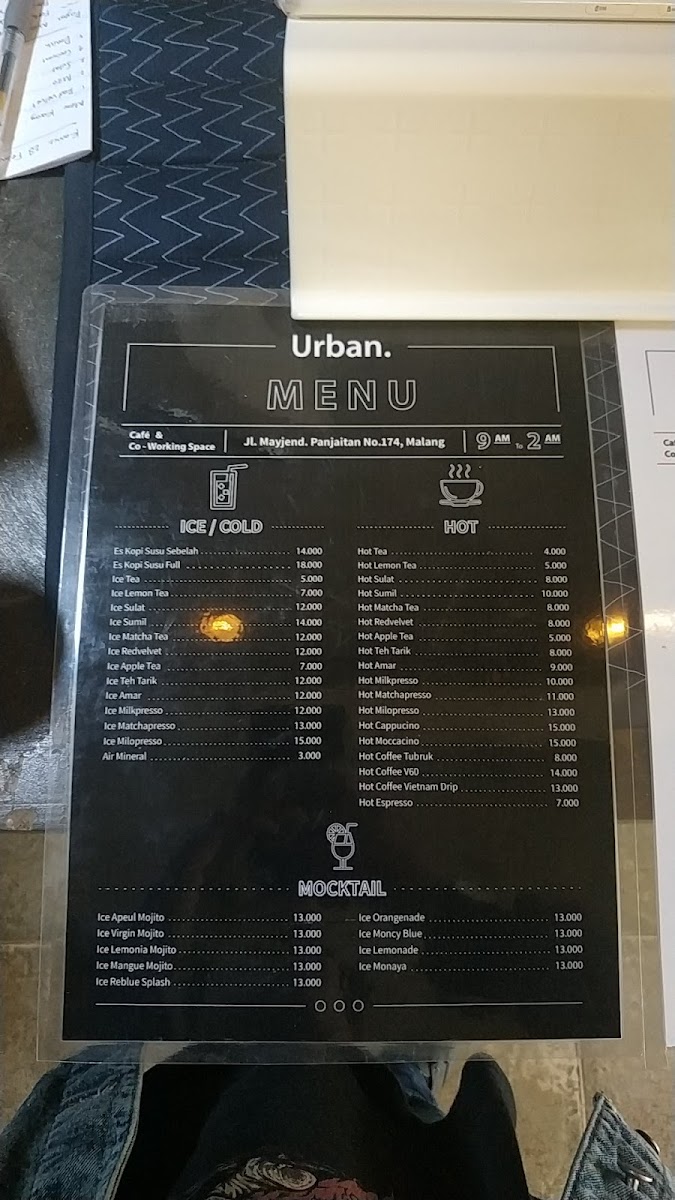 Urban.
MENU
Café &
Co - Working Space
Jl. Mayjend. Panjaitan No.174, Malang
9 AM To 2 AM
ICE / COLD
Es Kopi Susu Sebelah 14.000
Es Kopi Susu Full 18.000
Ice Tea 5.000
Ice Lemon Tea 7.000
Ice Sulat 12.000
Ice Sumil 14.000
Ice Matcha Tea 12.000
Ice Redvelvet 12.000
Ice Apple Tea 7.000
Ice Teh Tarik 12.000
Ice Amar 12.000
Ice Milkpresso 12.000
Ice Matchapresso 13.000
Ice Milopresso 15.000
Air Mineral 3.000
HOT
Hot Tea 4.000
Hot Lemon Tea 5.000
Hot Sulat 8.000
Hot Sumil 10.000
Hot Matcha Tea 8.000
Hot Redvelvet 8.000
Hot Apple Tea 5.000
Hot Teh Tarik 8.000
Hot Amar 9.000
Hot Milkpresso 10.000
Hot Matchapresso 11.000
Hot Milopresso 13.000
Hot Cappucino 15.000
Hot Moccacino 15.000
Hot Coffee Tubruk 8.000
Hot Coffee V60 14.000
Hot Coffee Vietnam Drip 13.000
Hot Espresso 7.000
MOCKTAIL
Ice Apeul Mojito 13.000
Ice Virgin Mojito 13.000
Ice Lemonia Mojito 13.000
Ice Mangue Mojito 13.000
Ice Reblue Splash 13.000
Ice Orangenade 13.000
Ice Moncy Blue 13.000
Ice Lemonade 13.000
Ice Monaya 13.000